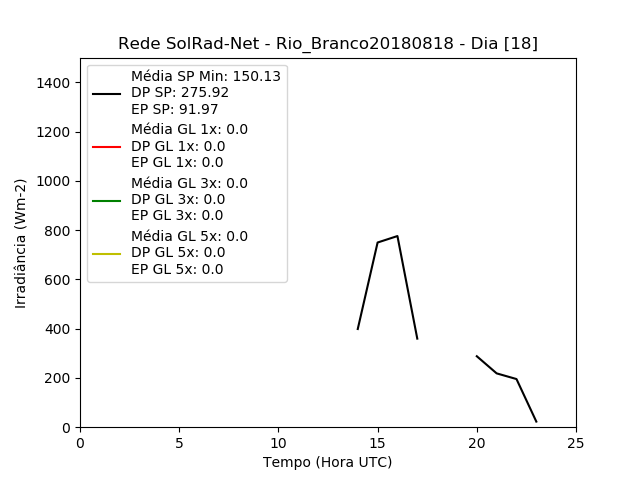 Rede SolRad-Net - Rio_Branco20180818 - Dia [18]
Média SP Min: 150.13
DP SP: 275.92
EP SP: 91.97
Média GL 1x: 0.0
DP GL 1x: 0.0
EP GL 1x: 0.0
Média GL 3x: 0.0
DP GL 3x: 0.0
EP GL 3x: 0.0
Média GL 5x: 0.0
DP GL 5x: 0.0
EP GL 5x: 0.0
Irradiância (Wm-2)
1400
1200
1000
800
600
400
200
0
0 5 10 15 20 25
Tempo (Hora UTC)